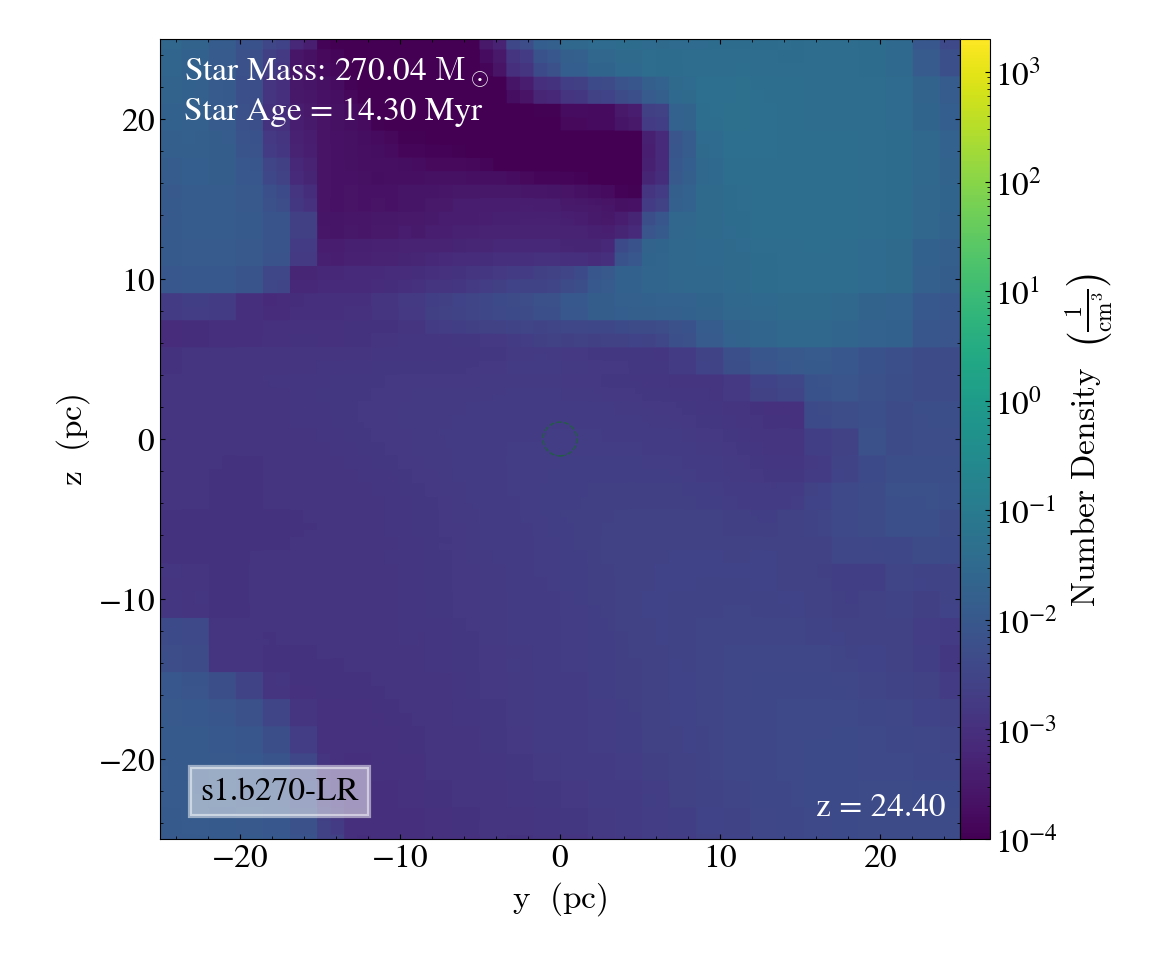 Star Mass: 270.04 M⊙
Star Age = 14.30 Myr
20
10
0
−10
−20
z (pc)
s1.b270-LR
z = 24.40
−20 −10 0 10 20
y (pc)
10³
10²
10¹
10⁰
10⁻¹
10⁻²
10⁻³
10⁻⁴
Number Density (1/cm³)